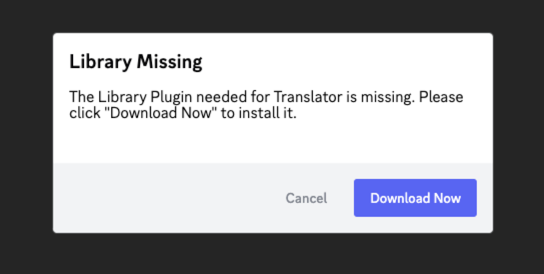 Library Missing
The Library Plugin needed for Translator is missing. Please
click "Download Now" to install it.
Cancel
Download Now